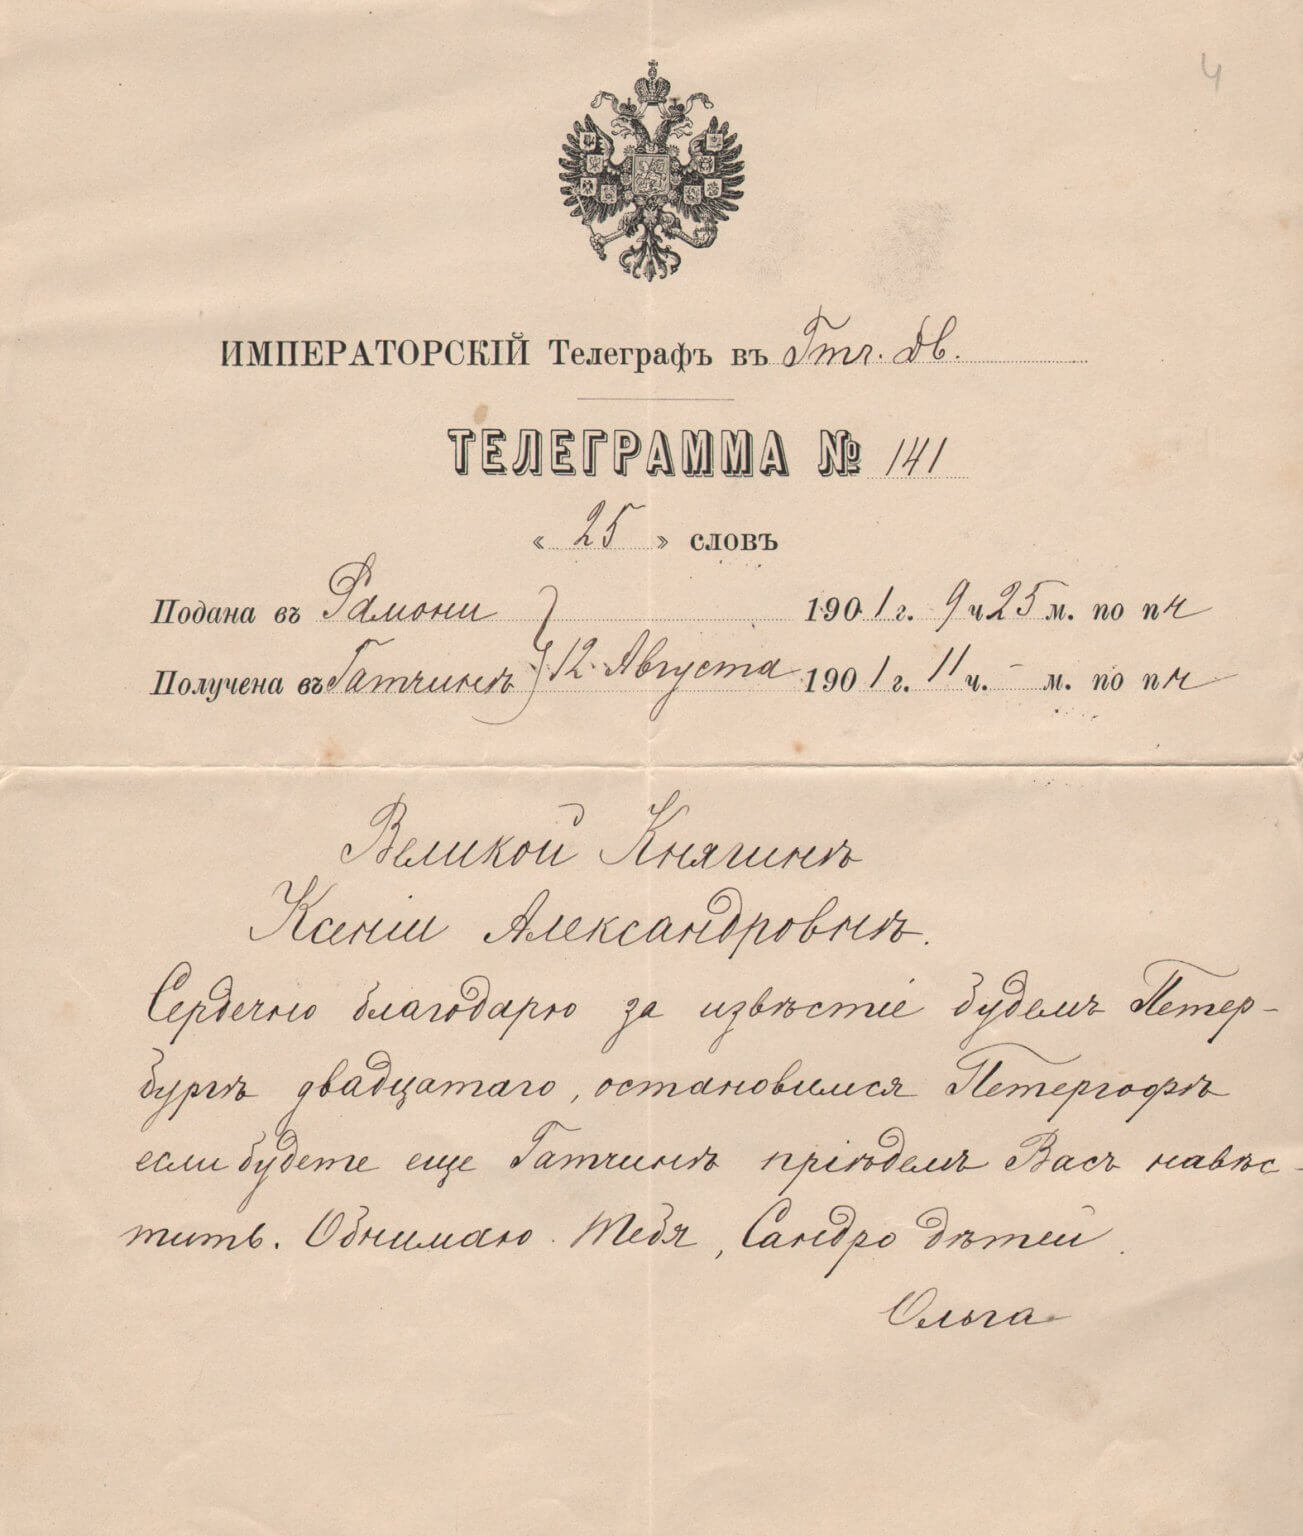 4
ИМПЕРАТОРСКІЙ Телеграфъ въ Гтч. Дв.
ТЕЛЕГРАММА № 141
« 25 » словъ
Подана въ Рамони } 1901 г. 9 ч 25 м. по пч
Получена въ Гатчинѣ } 12 Августа 1901 г. 11 ч. – м. по пч
Великой Княгинѣ
Ксеніи Александровнѣ.
Сердечно благодарю за извѣстіе будемъ Петер-
бургѣ двадцатаго, остановимся Петергофѣ
если будете еще Гатчинѣ пріѣдемъ Васъ навѣс-
тить. Обнимаю Тебя, Сандро дѣтей.
Ольга